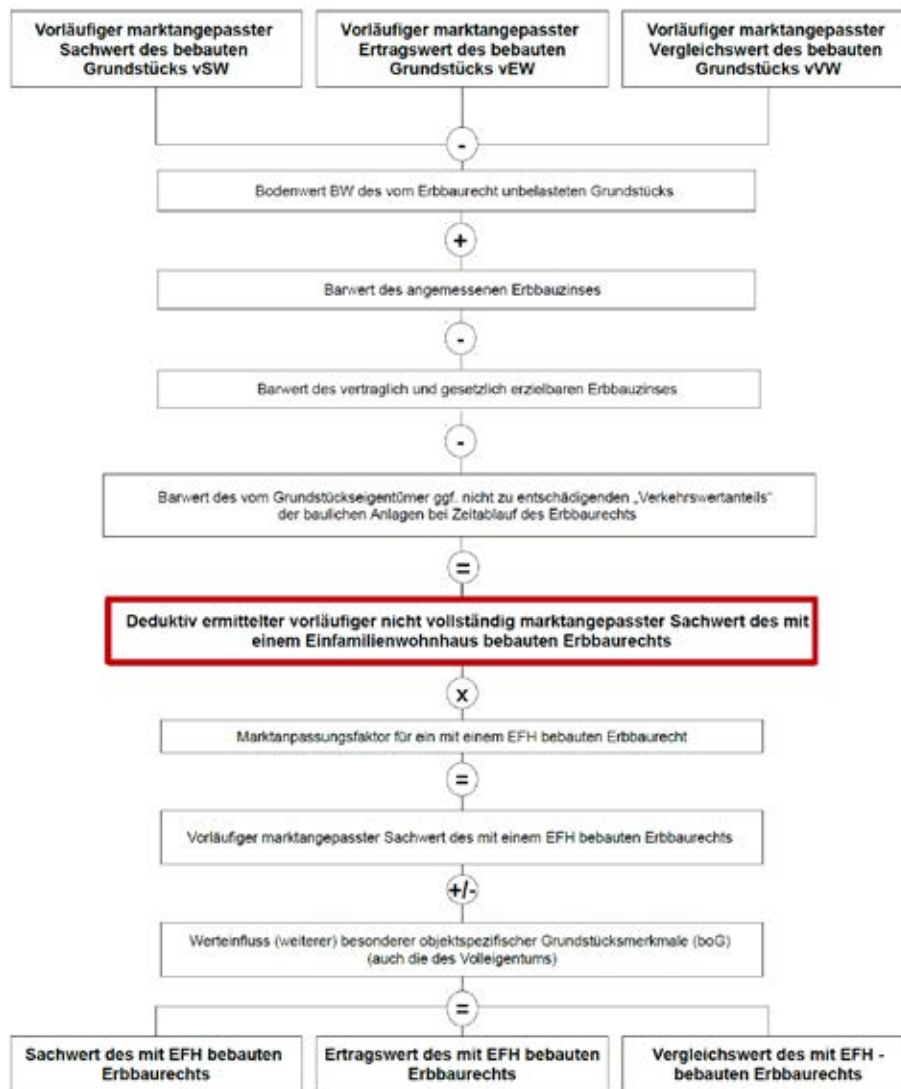 Vorläufiger marktangepasster
Sachwert des bebauten
Grundstücks vSW
Vorläufiger marktangepasster
Ertragswert des bebauten
Grundstücks vEW
Vorläufiger marktangepasster
Vergleichswert des bebauten
Grundstücks vVW
-
Bodenwert BW des vom Erbbaurecht unbelasteten Grundstücks
+
Barwert des angemessenen Erbbauzinses
-
Barwert des vertraglich und gesetzlich erzielbaren Erbbauzinses
-
Barwert des vom Grundstückseigentümer ggf. nicht zu entschädigenden „Verkehrswertanteils"
der baulichen Anlagen bei Zeitablauf des Erbbaurechts
=
Deduktiv ermittelter vorläufiger nicht vollständig marktangepasster Sachwert des mit
einem Einfamilienwohnhaus bebauten Erbbaurechts
x
Marktanpassungsfaktor für ein mit einem EFH bebauten Erbbaurecht
=
Vorläufiger marktangepasster Sachwert des mit einem EFH bebauten Erbbaurechts
+/-
Werteinfluss (weiterer) besonderer objektspezifischer Grundstücksmerkmale (boG)
(auch die des Volleigentums)
=
Sachwert des mit EFH bebauten
Erbbaurechts
Ertragswert des mit EFH bebauten
Erbbaurechts
Vergleichswert des mit EFH -
bebauten Erbbaurechts